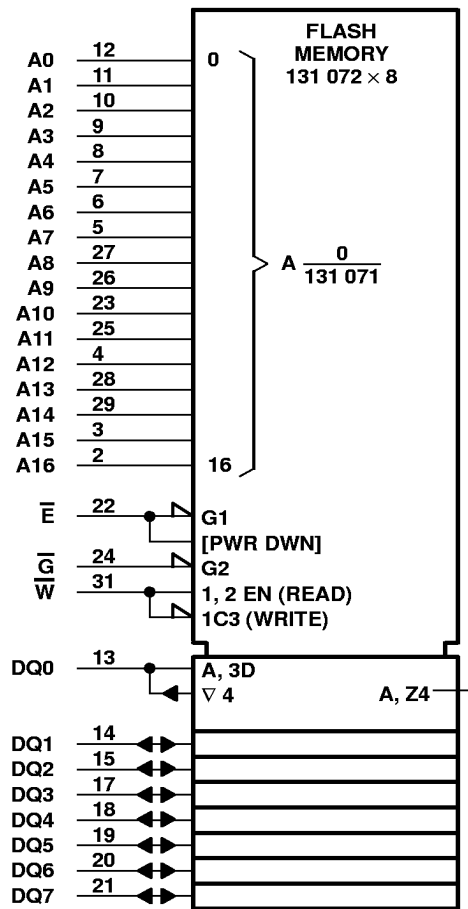 FLASH
MEMORY
131 072 × 8
A0 12 0
A1 11
A2 10
A3 9
A4 8
A5 7
A6 6
A7 5
A8 27
A 0
131 071
A9 26
A10 23
A11 25
A12 4
A13 28
A14 29
A15 3
A16 2 16
E̅ 22 G1
[PWR DWN]
G̅ 24 G2
W̅ 31 1, 2 EN (READ)
1C3 (WRITE)
DQ0 13 A, 3D
▽ 4 A, Z4
DQ1 14
DQ2 15
DQ3 17
DQ4 18
DQ5 19
DQ6 20
DQ7 21